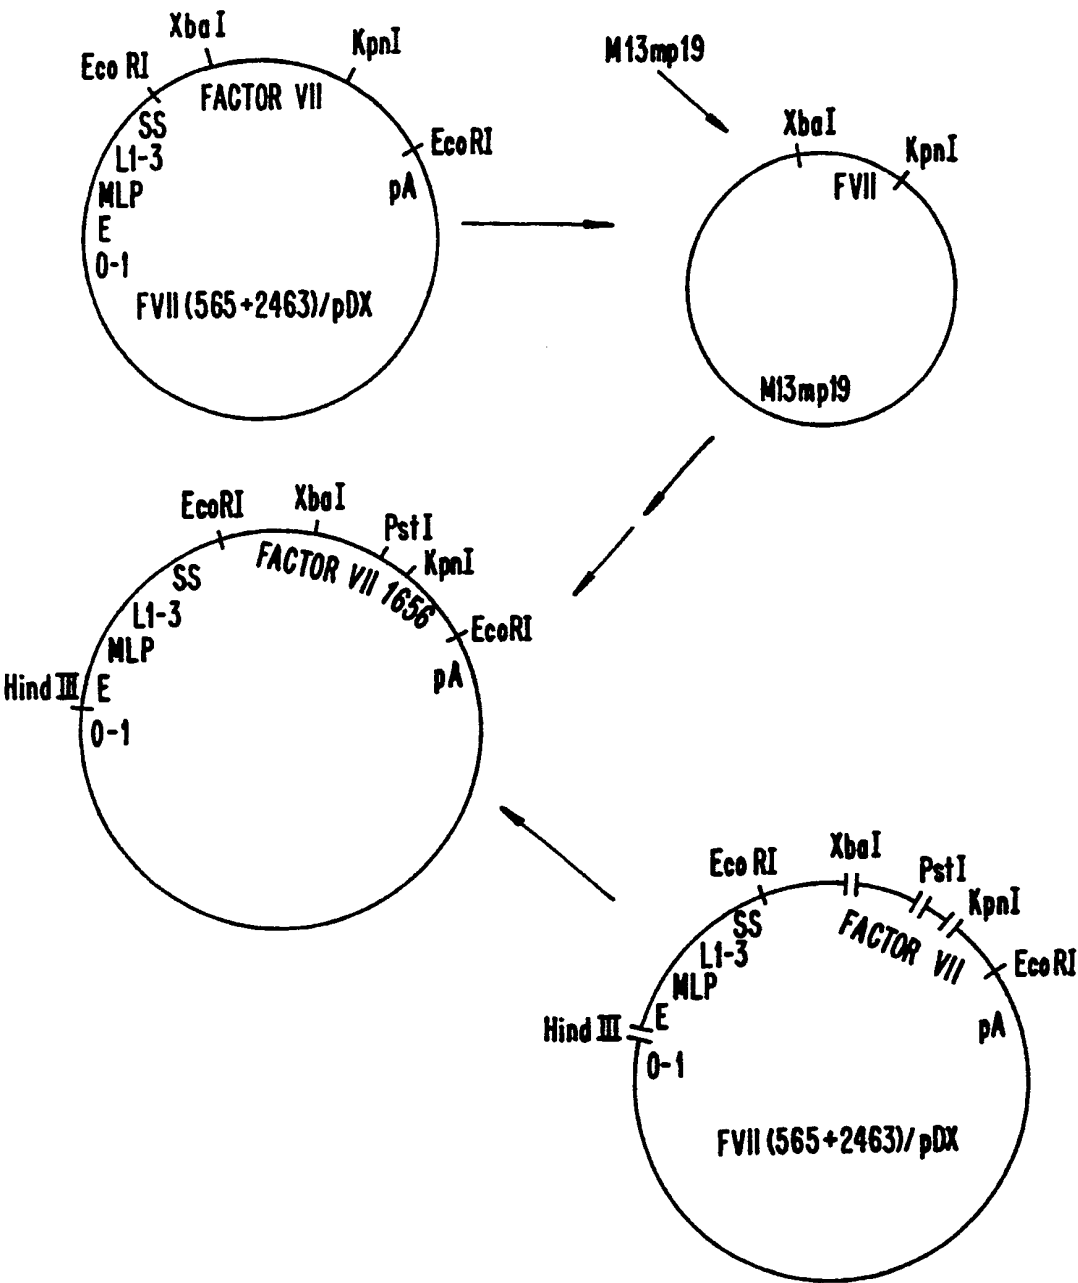 XbaI
KpnI
Eco RI
FACTOR VII
SS
EcoRI
L1-3
pA
MLP
E
0-1
FVII (565+2463)/pDX
M13mp19
XbaI
KpnI
FVII
M13mp19
EcoRI
XbaI
PstI
KpnI
FACTOR VII 1656
SS
L1-3
EcoRI
MLP
pA
Hind III
E
0-1
Eco RI
XbaI
PstI
KpnI
SS
FACTOR VII
L1-3
EcoRI
MLP
E
pA
Hind III
0-1
FVII (565+2463)/pDX